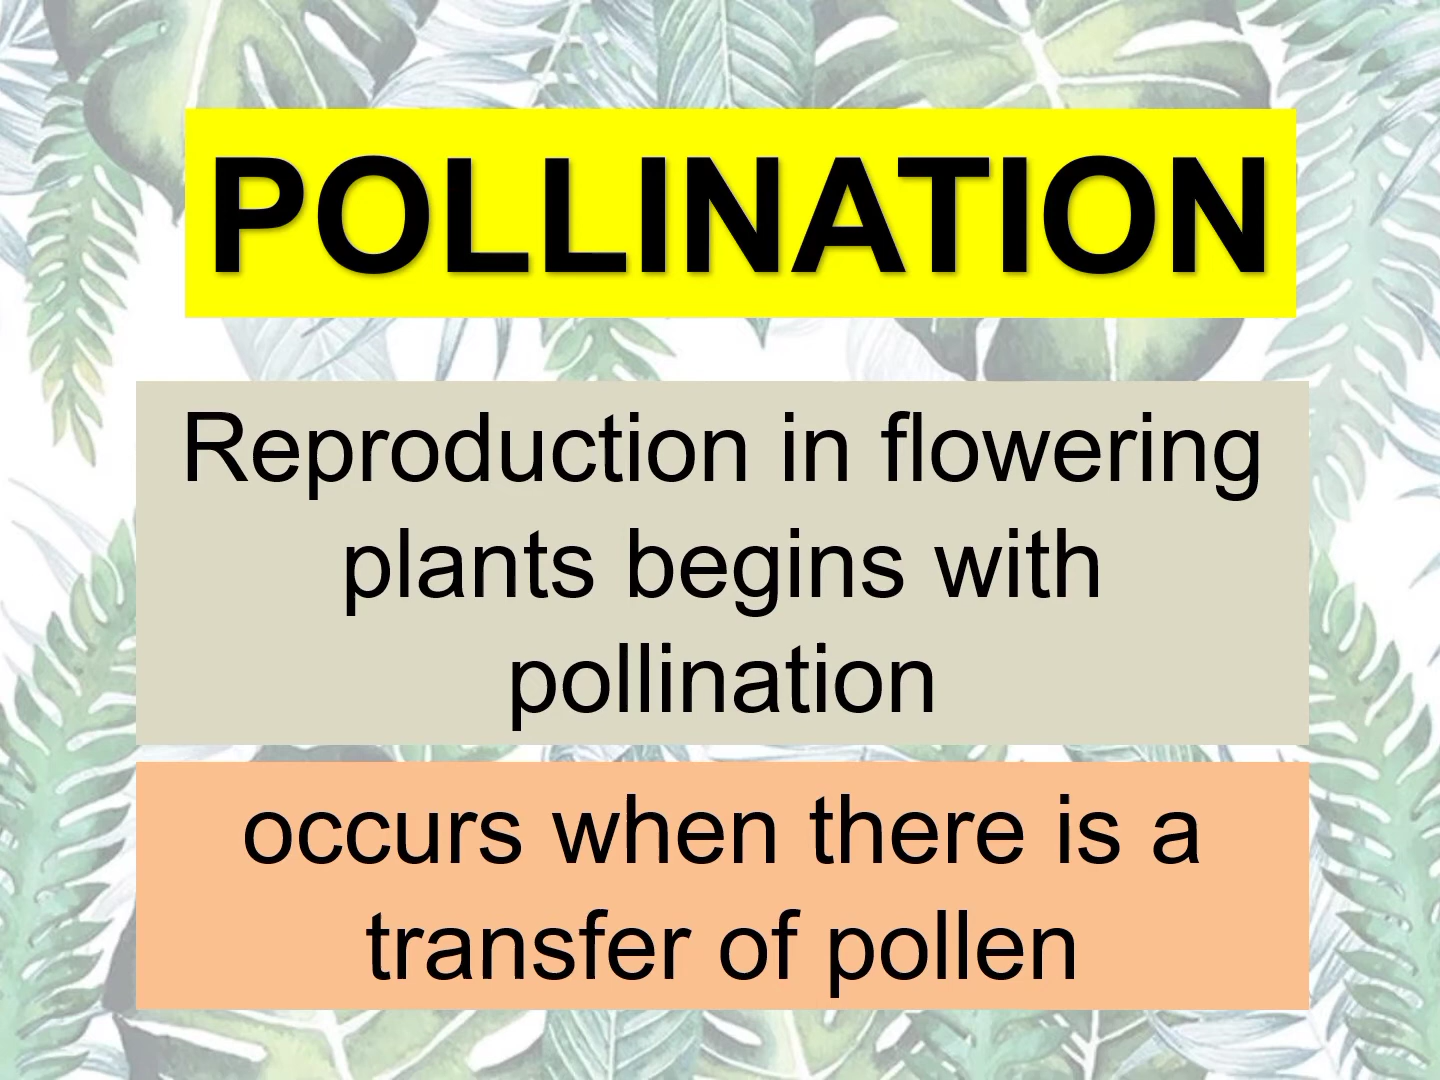 POLLINATION
Reproduction in flowering
plants begins with
pollination
occurs when there is a
transfer of pollen